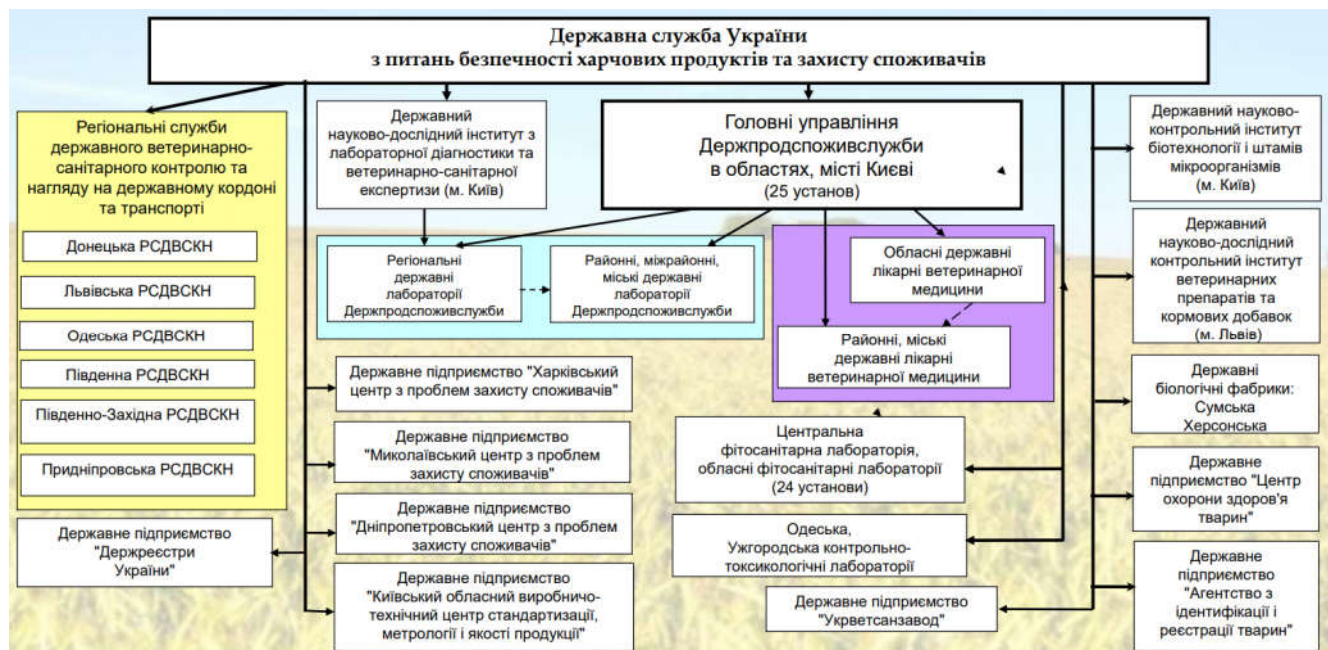 Державна служба України
з питань безпечності харчових продуктів та захисту споживачів
Регіональні служби
державного ветеринарно-
санітарного контролю та
нагляду на державному кордоні
та транспорті
Донецька РСДВСКН
Львівська РСДВСКН
Одеська РСДВСКН
Південна РСДВСКН
Південно-Західна РСДВСКН
Придніпровська РСДВСКН
Державне підприємство
"Держреєстри
України"
Державний
науково-дослідний інститут з
лабораторної діагностики та
ветеринарно-санітарної
експертизи (м. Київ)
Головні управління
Держпродспоживслужби
в областях, місті Києві
(25 установ)
Регіональні
державні
лабораторії
Держпродспоживслужби
Районні, міжрайонні,
міські державні
лабораторії
Держпродспоживслужби
Обласні державні
лікарні ветеринарної
медицини
Районні, міські
державні лікарні
ветеринарної медицини
Державне підприємство "Харківський
центр з проблем захисту споживачів"
Державне підприємство
"Миколаївський центр з проблем
захисту споживачів"
Державне підприємство
"Дніпропетровський центр з проблем
захисту споживачів"
Державне підприємство
"Київський обласний виробничо-
технічний центр стандартизації,
метрології і якості продукції"
Центральна
фітосанітарна лабораторія,
обласні фітосанітарні лабораторії
(24 установи)
Одеська,
Ужгородська контрольно-
токсикологічні лабораторії
Державне підприємство
"Укрветсанзавод"
Державний науково-
контрольний інститут
біотехнології і штамів
мікроорганізмів
(м. Київ)
Державний
науково-дослідний
контрольний інститут
ветеринарних
препаратів та
кормових добавок
(м. Львів)
Державні
біологічні фабрики:
Сумська
Херсонська
Державне
підприємство "Центр
охорони здоров'я
тварин"
Державне
підприємство
"Агентство з
ідентифікації і
реєстрації тварин"